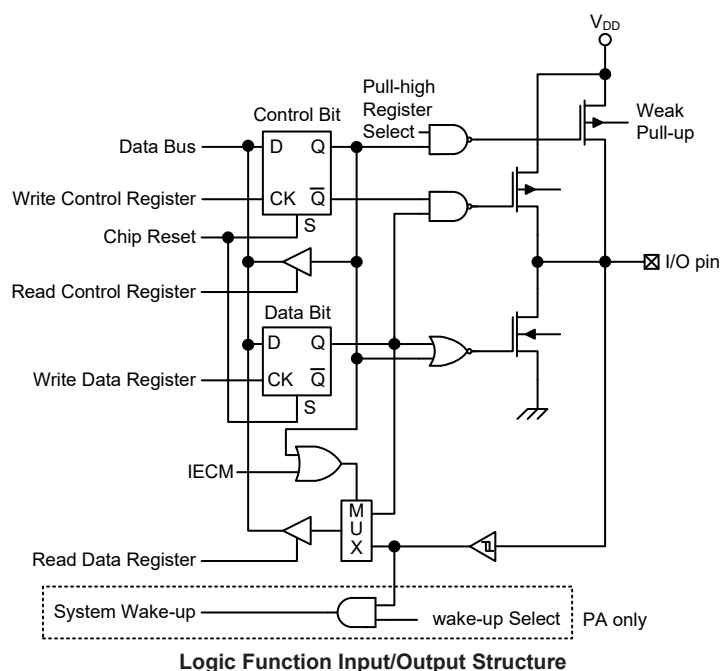 V_DD
Pull-high
Register
Select
Control Bit
Weak
Pull-up
Data Bus
D Q
Write Control Register
CK Q̅
Chip Reset
S
I/O pin
Read Control Register
Data Bit
D Q
Write Data Register
CK Q̅
S
IECM
M
U
X
Read Data Register
System Wake-up
wake-up Select
PA only
Logic Function Input/Output Structure